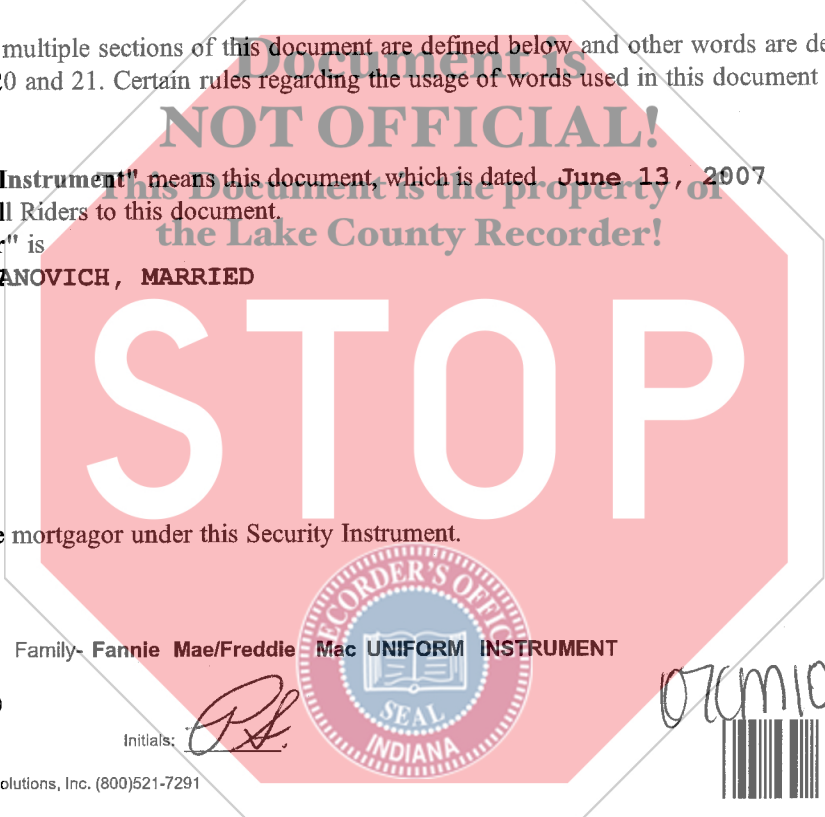 multiple sections of this document are defined below and other words are de
20 and 21. Certain rules regarding the usage of words used in this document
Document is
NOT OFFICIAL!
This Document is the property of
the Lake County Recorder!
Instrument" means this document, which is dated June 13, 2007
ll Riders to this document.
r" is
ANOVICH, MARRIED
STOP
e mortgagor under this Security Instrument.
RECORDER'S OFFIC
SEAL
INDIANA
Family- Fannie Mae/Freddie Mac UNIFORM INSTRUMENT
Initials:
olutions, Inc. (800)521-7291